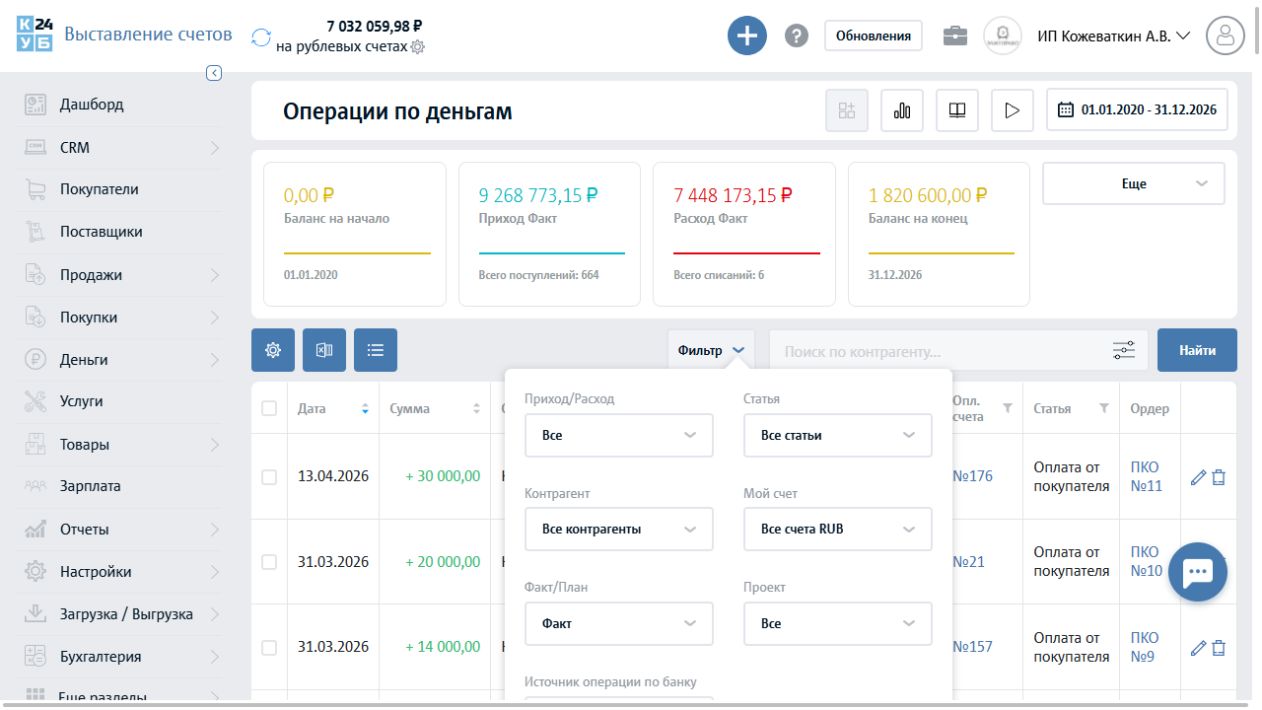 К 24
У Б
Выставление счетов
7 032 059,98 ₽
на рублевых счетах
?
Обновления
ИП Кожеваткин А.В.
Дашборд
CRM
Покупатели
Поставщики
Продажи
Покупки
Деньги
Услуги
Товары
Зарплата
Отчеты
Настройки
Загрузка / Выгрузка
Бухгалтерия
Еще разделы
Операции по деньгам
01.01.2020 - 31.12.2026
0,00 ₽
Баланс на начало
01.01.2020
9 268 773,15 ₽
Приход Факт
Всего поступлений: 664
7 448 173,15 ₽
Расход Факт
Всего списаний: 6
1 820 600,00 ₽
Баланс на конец
31.12.2026
Еще
Фильтр
Поиск по контрагенту...
Найти
Дата Сумма
Опл. счета Статья Ордер
13.04.2026 + 30 000,00
№176 Оплата от покупателя ПКО №11
31.03.2026 + 20 000,00
№21 Оплата от покупателя ПКО №10
31.03.2026 + 14 000,00
№157 Оплата от покупателя ПКО №9
Приход/Расход
Все
Статья
Все статьи
Контрагент
Все контрагенты
Мой счет
Все счета RUB
Факт/План
Факт
Проект
Все
Источник операции по банку